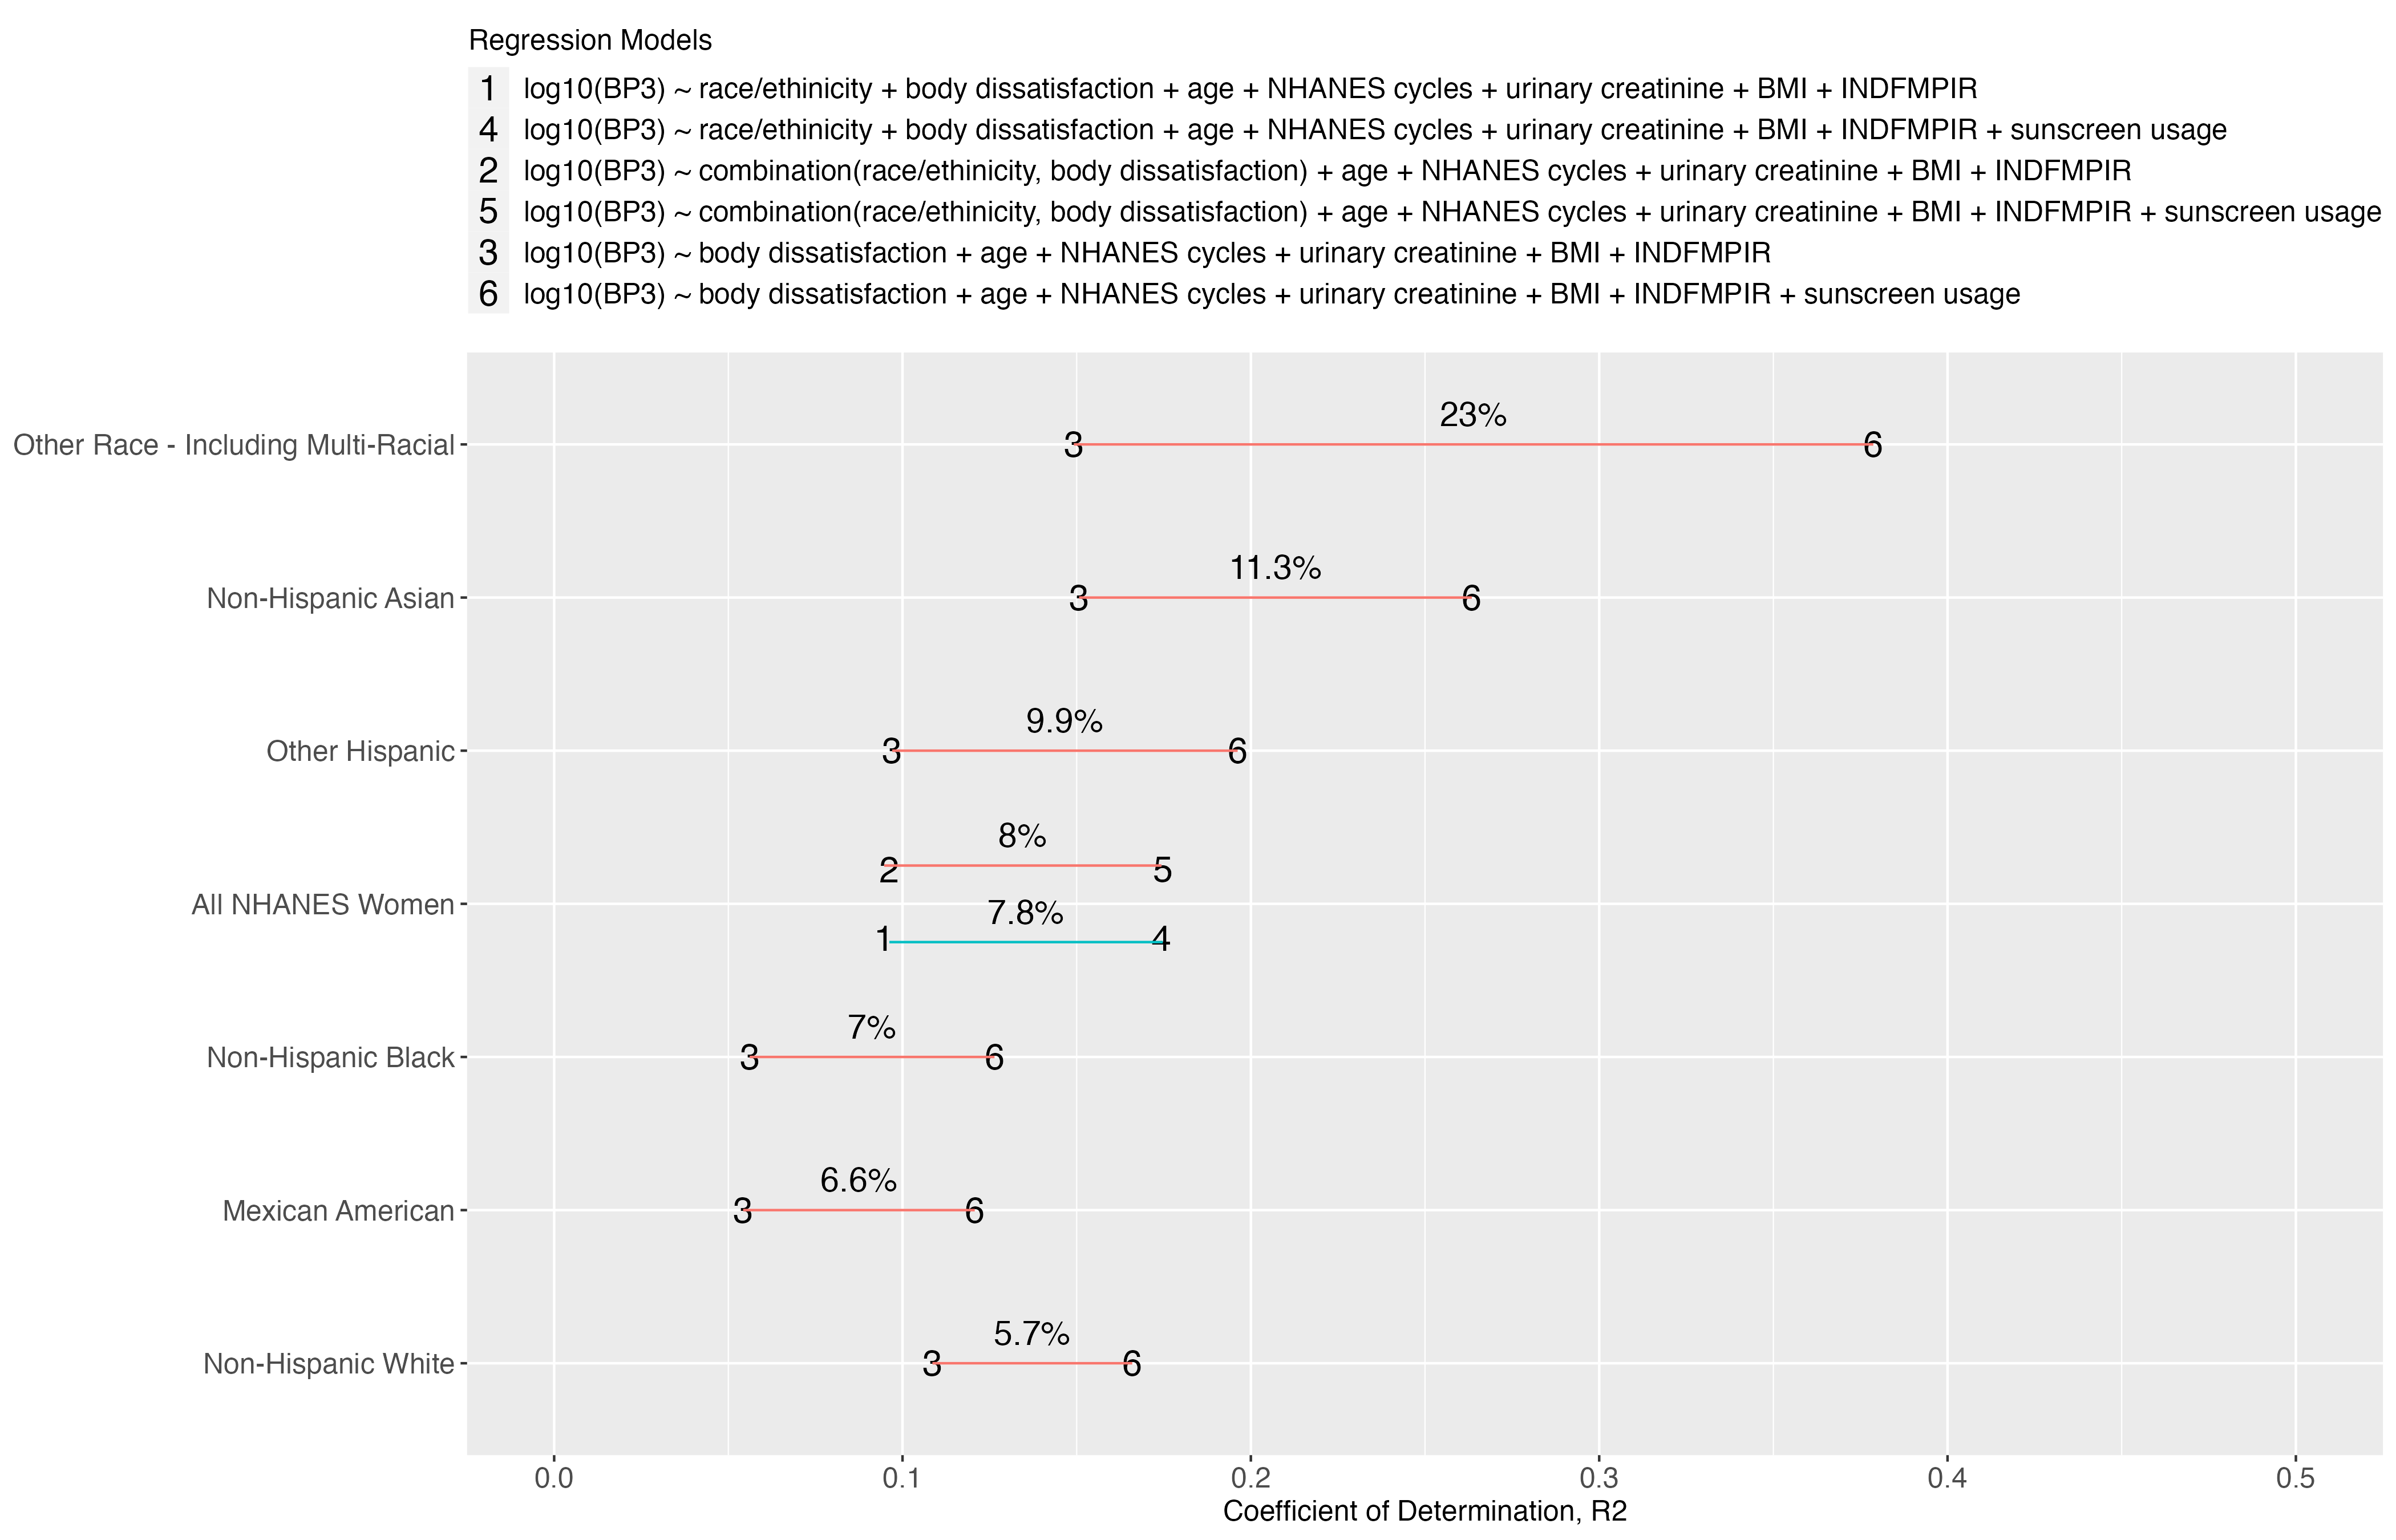 Regression Models
1 log10(BP3) ~ race/ethinicity + body dissatisfaction + age + NHANES cycles + urinary creatinine + BMI + INDFMPIR
4 log10(BP3) ~ race/ethinicity + body dissatisfaction + age + NHANES cycles + urinary creatinine + BMI + INDFMPIR + sunscreen usage
2 log10(BP3) ~ combination(race/ethinicity, body dissatisfaction) + age + NHANES cycles + urinary creatinine + BMI + INDFMPIR
5 log10(BP3) ~ combination(race/ethinicity, body dissatisfaction) + age + NHANES cycles + urinary creatinine + BMI + INDFMPIR + sunscreen usage
3 log10(BP3) ~ body dissatisfaction + age + NHANES cycles + urinary creatinine + BMI + INDFMPIR
6 log10(BP3) ~ body dissatisfaction + age + NHANES cycles + urinary creatinine + BMI + INDFMPIR + sunscreen usage
23%
Other Race - Including Multi-Racial 3 6
11.3%
Non-Hispanic Asian 3 6
9.9%
Other Hispanic 3 6
8%
2 5
All NHANES Women 7.8%
1 4
7%
Non-Hispanic Black 3 6
6.6%
Mexican American 3 6
5.7%
Non-Hispanic White 3 6
0.0 0.1 0.2 0.3 0.4 0.5
Coefficient of Determination, R2